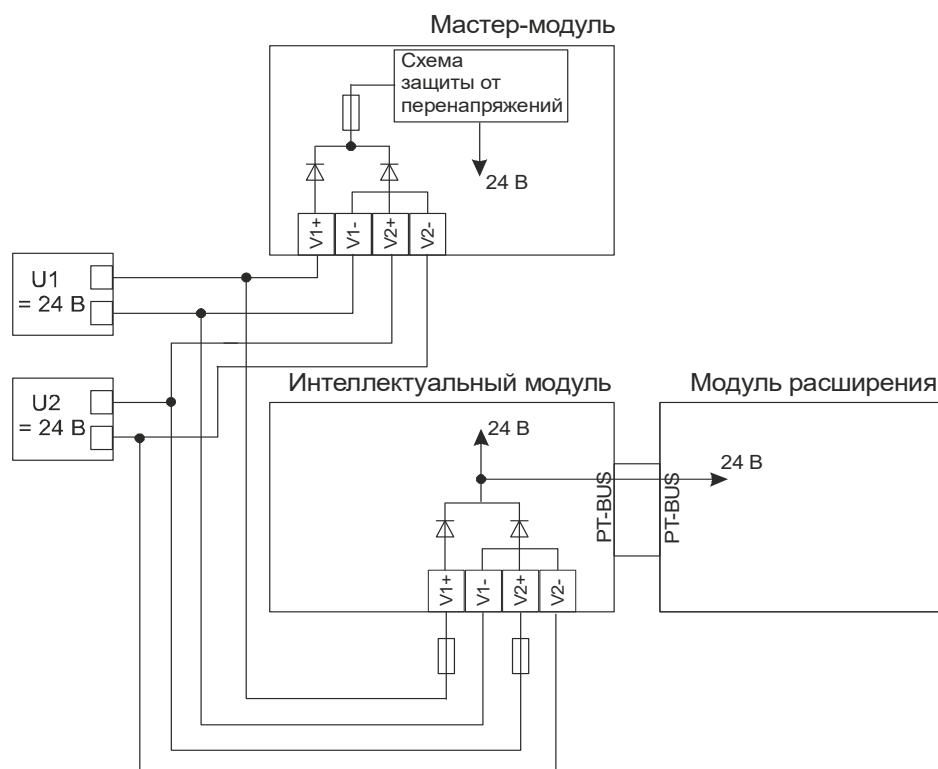 Мастер-модуль
Схема
защиты от
перенапряжений
24 В
V1+
V1-
V2+
V2-
U1
= 24 В
U2
= 24 В
Интеллектуальный модуль
Модуль расширения
24 В
24 В
PT-BUS
PT-BUS
V1+
V1-
V2+
V2-